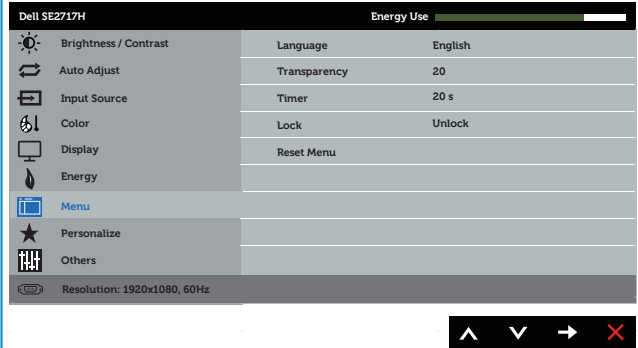 Dell SE2717H Energy Use
Brightness / Contrast
Auto Adjust
Input Source
Color
Display
Energy
Menu
Personalize
Others
Language English
Transparency 20
Timer 20 s
Lock Unlock
Reset Menu
Resolution: 1920x1080, 60Hz